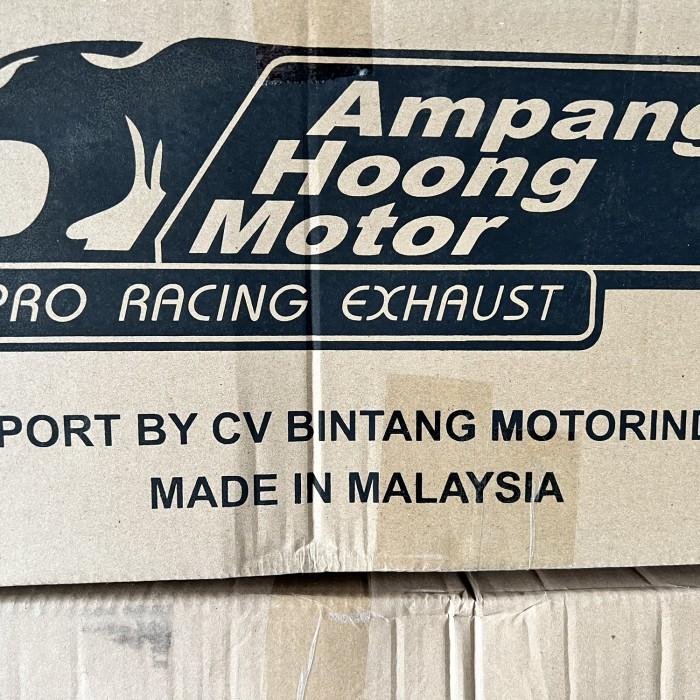 Ampang
Hoong
Motor
PRO RACING EXHAUST
PORT BY CV BINTANG MOTORIND
MADE IN MALAYSIA